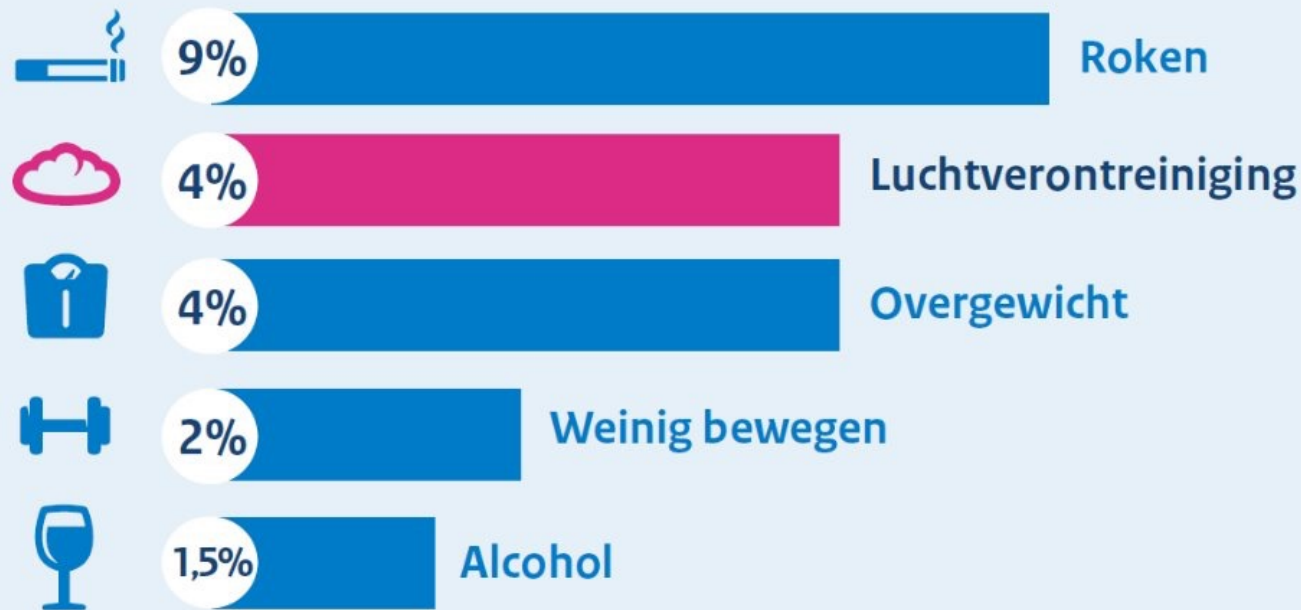 9% Roken
4% Luchtverontreiniging
4% Overgewicht
2% Weinig bewegen
1,5% Alcohol